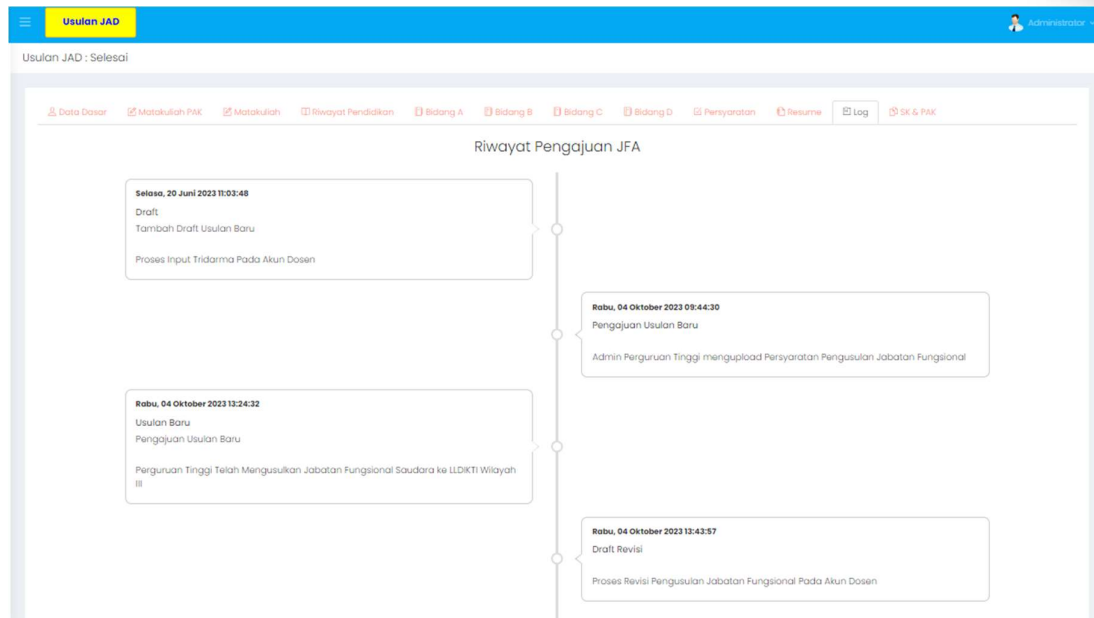 Usulan JAD
Administrator
Usulan JAD : Selesai
Data Dasar
Matakuliah PAK
Matakuliah
Riwayat Pendidikan
Bidang A
Bidang B
Bidang C
Bidang D
Persyaratan
Resume
Log
SK & PAK
Riwayat Pengajuan JFA
Selasa, 20 Juni 2023 11:03:48
Draft
Tambah Draft Usulan Baru
Proses Input Tridarma Pada Akun Dosen
Rabu, 04 Oktober 2023 09:44:30
Pengajuan Usulan Baru
Admin Perguruan Tinggi mengupload Persyaratan Pengusulan Jabatan Fungsional
Rabu, 04 Oktober 2023 13:24:32
Usulan Baru
Pengajuan Usulan Baru
Perguruan Tinggi Telah Mengusulkan Jabatan Fungsional Saudara ke LLDIKTI Wilayah
III
Rabu, 04 Oktober 2023 13:43:57
Draft Revisi
Proses Revisi Pengusulan Jabatan Fungsional Pada Akun Dosen